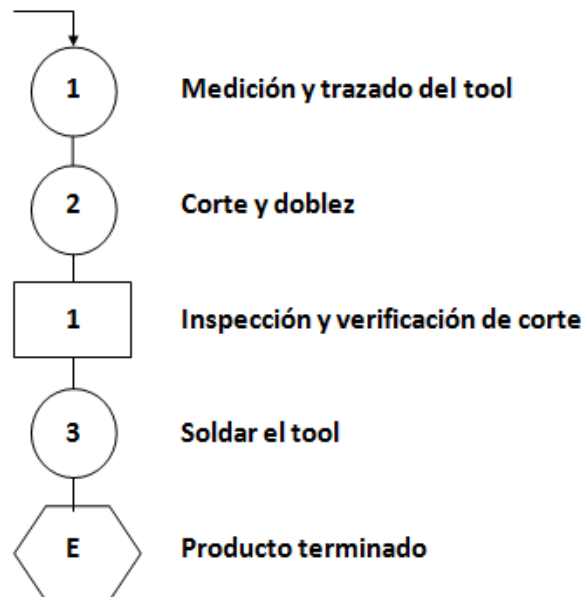 1 Medición y trazado del tool
2 Corte y doblez
1 Inspección y verificación de corte
3 Soldar el tool
E Producto terminado